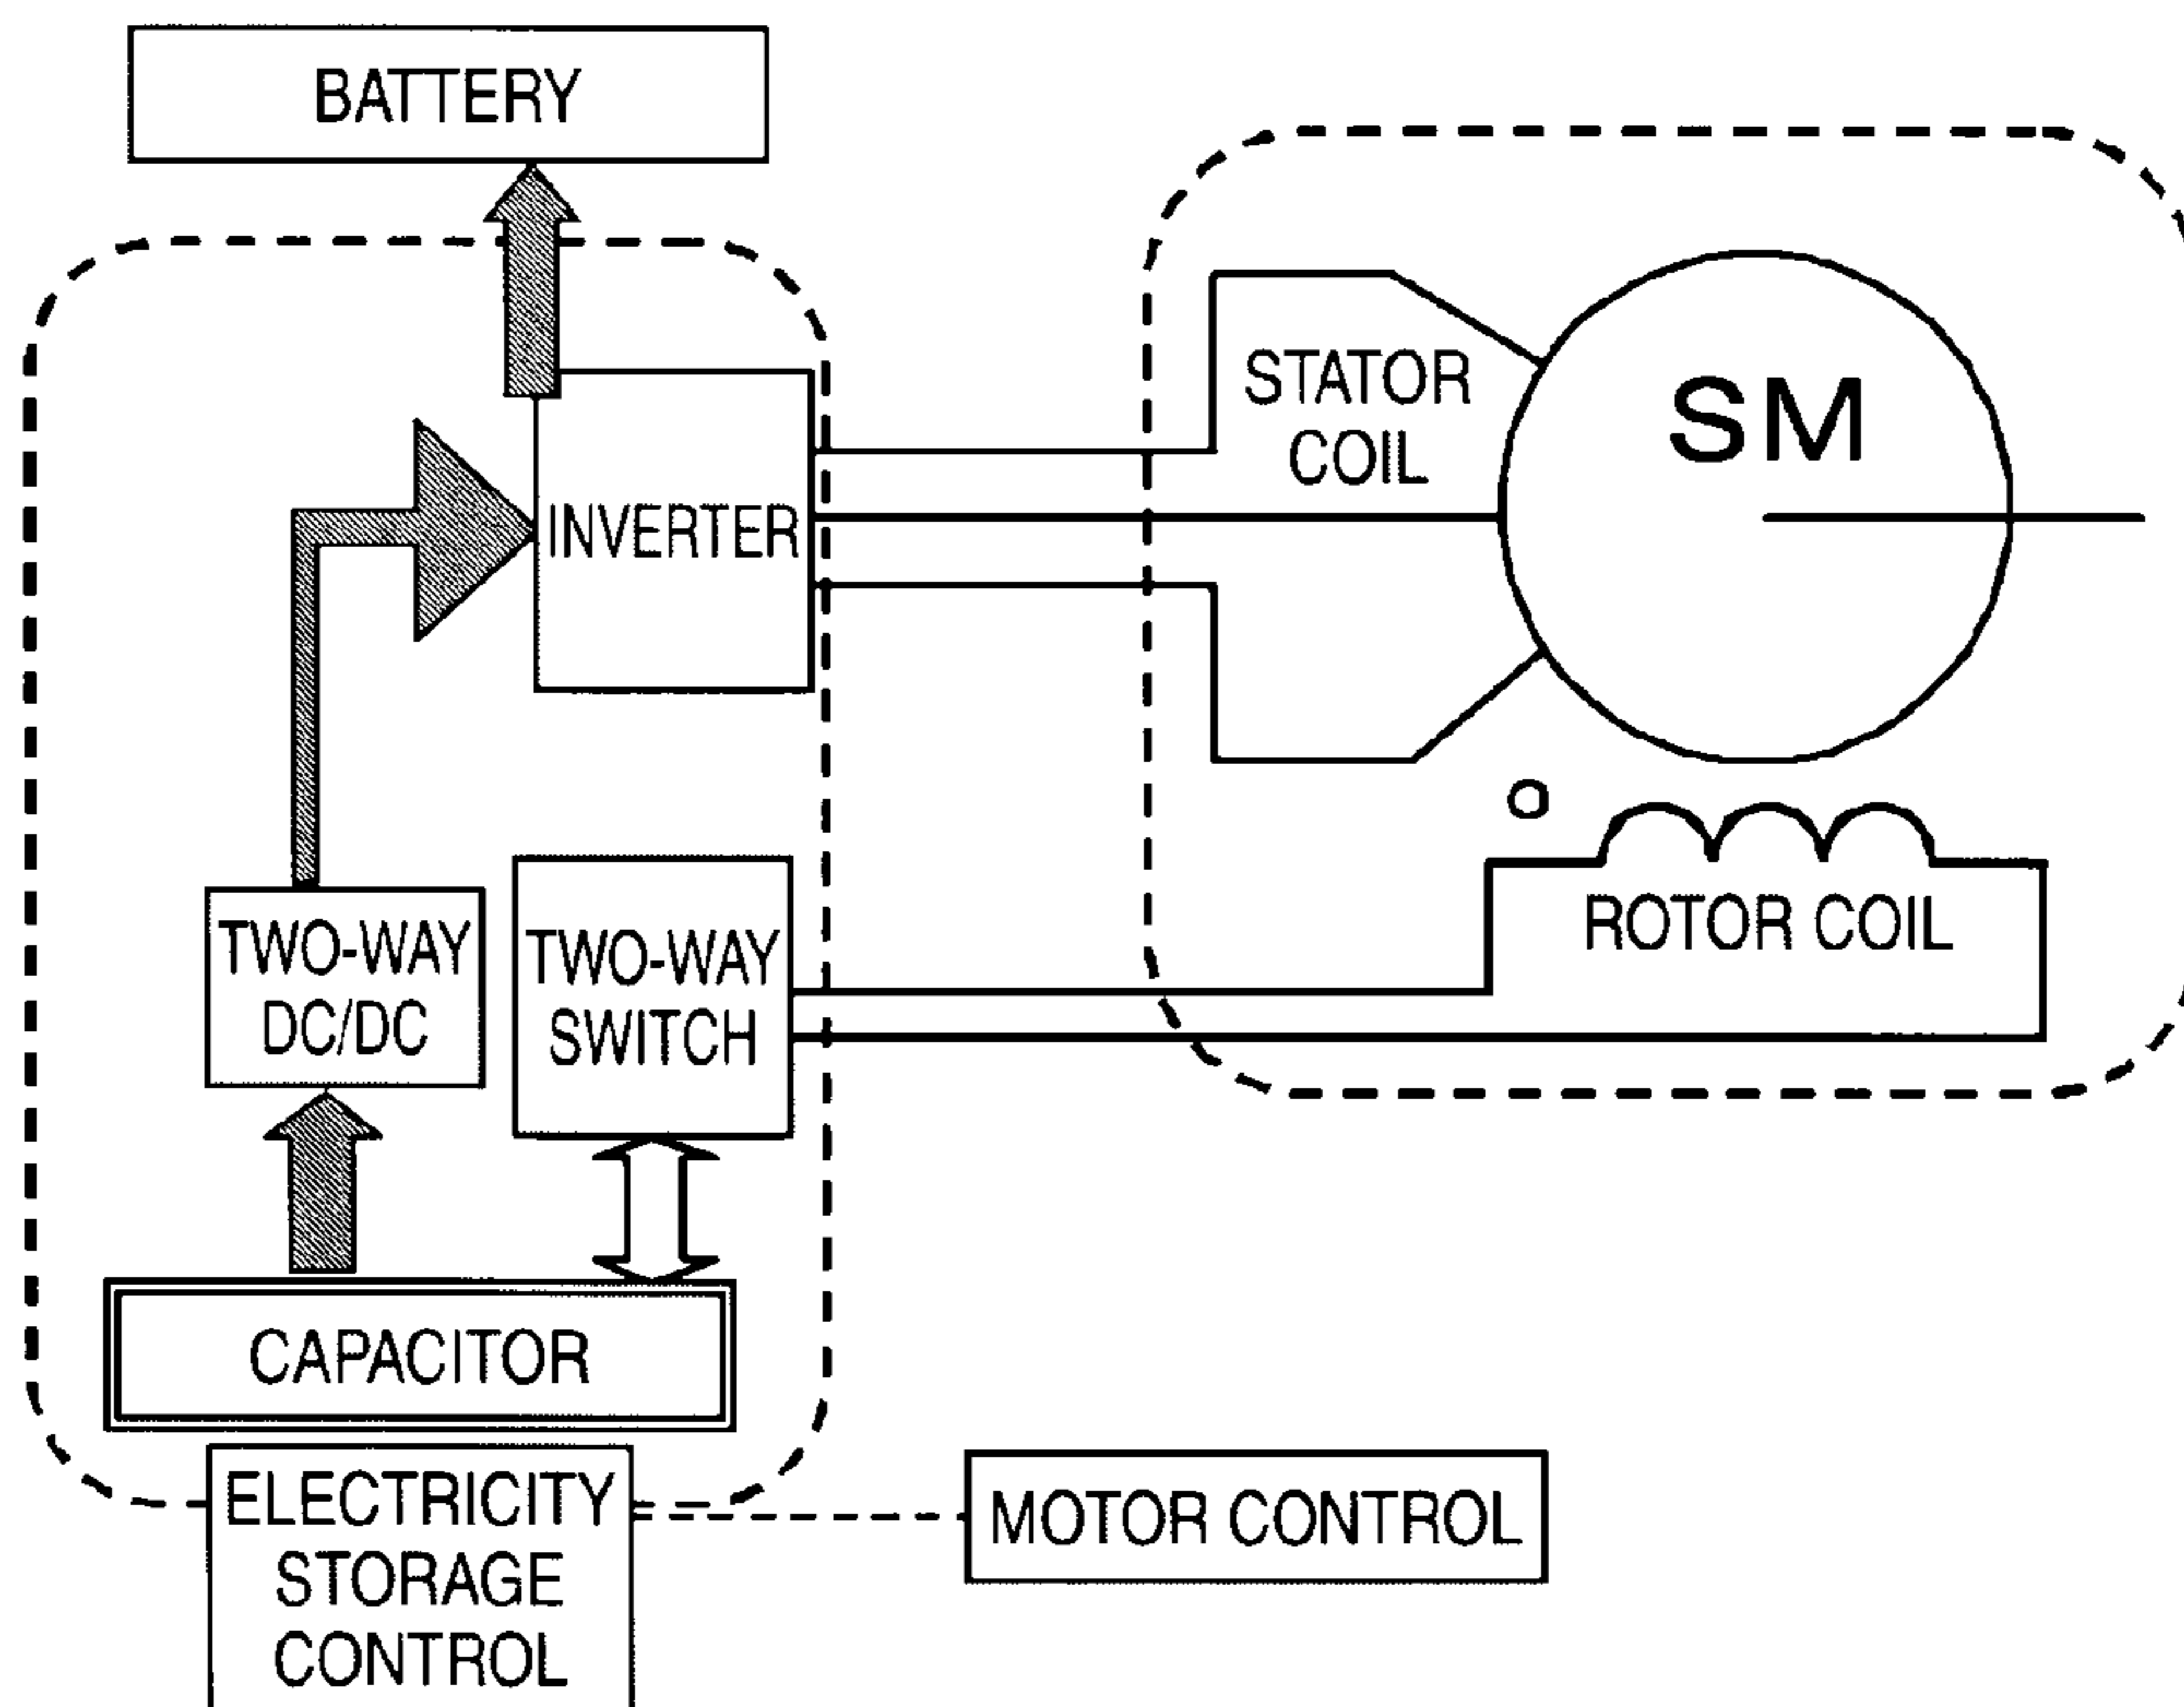 BATTERY
STATOR
COIL
SM
INVERTER
TWO-WAY
DC/DC
TWO-WAY
SWITCH
ROTOR COIL
CAPACITOR
ELECTRICITY
STORAGE
CONTROL
MOTOR CONTROL